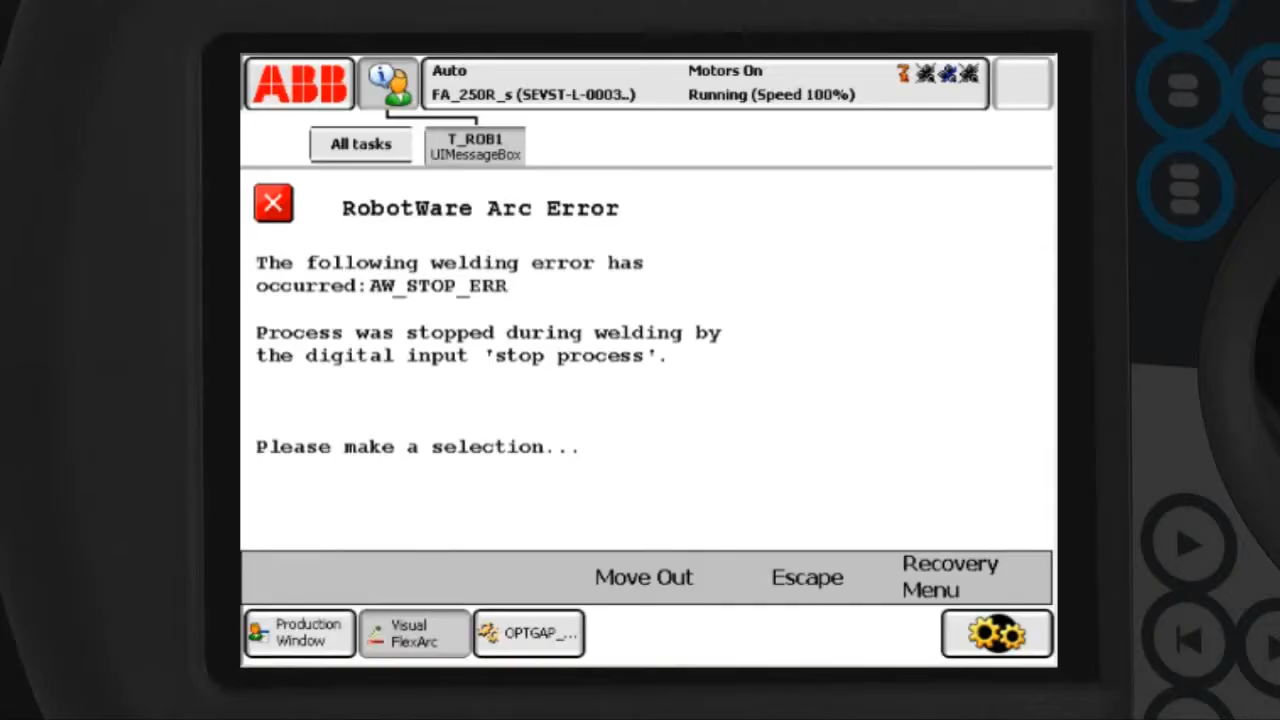 ABB
Auto
Motors On
FA_250R_s (SEVST-L-0003..)
Running (Speed 100%)
All tasks
T_ROB1
UIMessageBox
RobotWare Arc Error
The following welding error has
occurred:AW_STOP_ERR
Process was stopped during welding by
the digital input 'stop process'.
Please make a selection...
Move Out
Escape
Recovery
Menu
Production
Window
Visual
FlexArc
OPTGAP_...